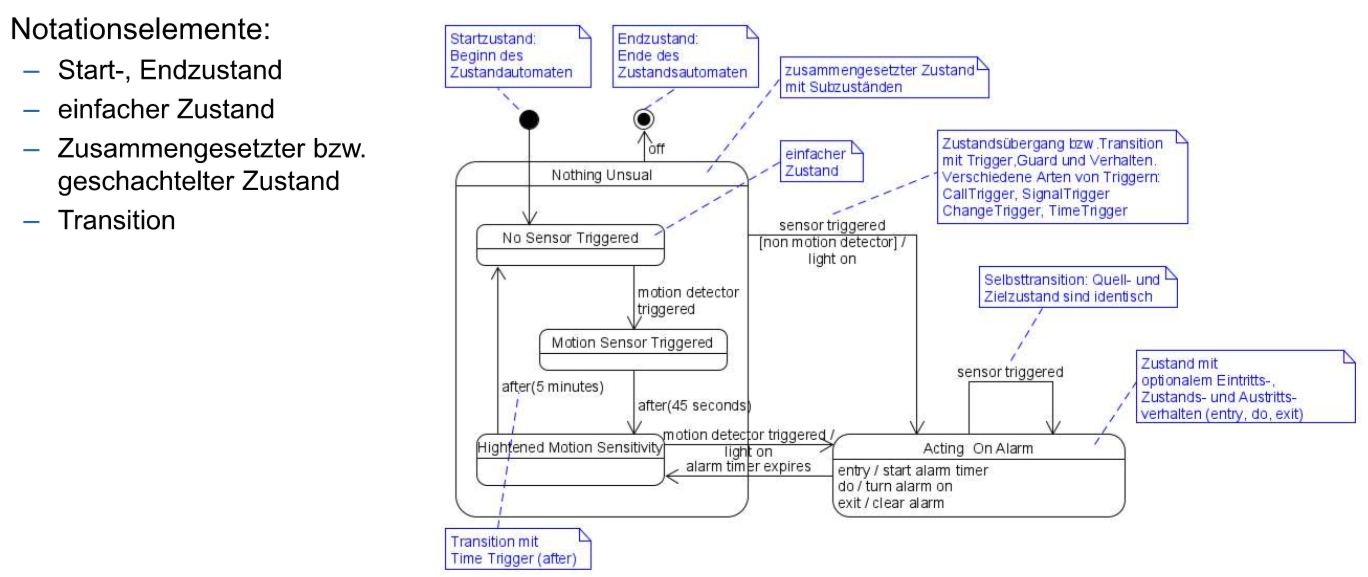 Notationselemente:
– Start-, Endzustand
– einfacher Zustand
– Zusammengesetzter bzw.
geschachtelter Zustand
– Transition
Startzustand:
Beginn des
Zustandautomaten
Endzustand:
Ende des
Zustandsautomaten
zusammengesetzter Zustand
mit Subzuständen
off
Nothing Unsual
einfacher
Zustand
Zustandsübergang bzw.Transition
mit Trigger,Guard und Verhalten.
Verschiedene Arten von Triggern:
CallTrigger, SignalTrigger
ChangeTrigger, TimeTrigger
No Sensor Triggered
sensor triggered
[non motion detector] /
light on
motion detector
triggered
Selbsttransition: Quell- und
Zielzustand sind identisch
Motion Sensor Triggered
sensor triggered
Zustand mit
optionalem Eintritts-,
Zustands- und Austritts-
verhalten (entry, do, exit)
after(5 minutes)
after(45 seconds)
Hightened Motion Sensitivity
motion detector triggered /
light on
alarm timer expires
Acting On Alarm
entry / start alarm timer
do / turn alarm on
exit / clear alarm
Transition mit
Time Trigger (after)